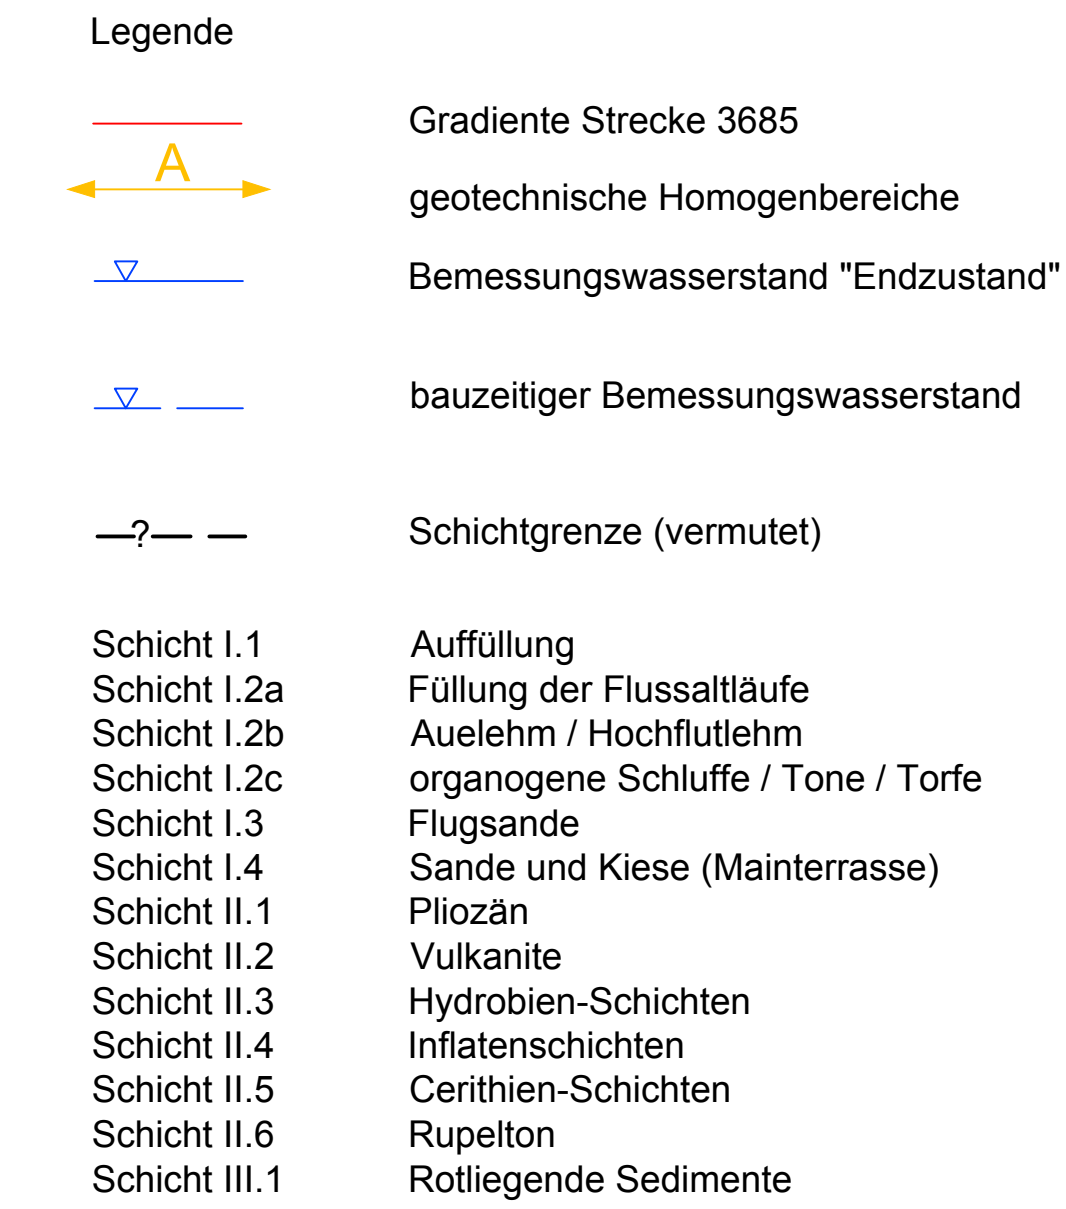 Legende
Gradiente Strecke 3685
A
geotechnische Homogenbereiche
Bemessungswasserstand "Endzustand"
bauzeitiger Bemessungswasserstand
? Schichtgrenze (vermutet)
Schicht I.1 Auffüllung
Schicht I.2a Füllung der Flussaltläufe
Schicht I.2b Auelehm / Hochflutlehm
Schicht I.2c organogene Schluffe / Tone / Torfe
Schicht I.3 Flugsande
Schicht I.4 Sande und Kiese (Mainterrasse)
Schicht II.1 Pliozän
Schicht II.2 Vulkanite
Schicht II.3 Hydrobien-Schichten
Schicht II.4 Inflatenschichten
Schicht II.5 Cerithien-Schichten
Schicht II.6 Rupelton
Schicht III.1 Rotliegende Sedimente